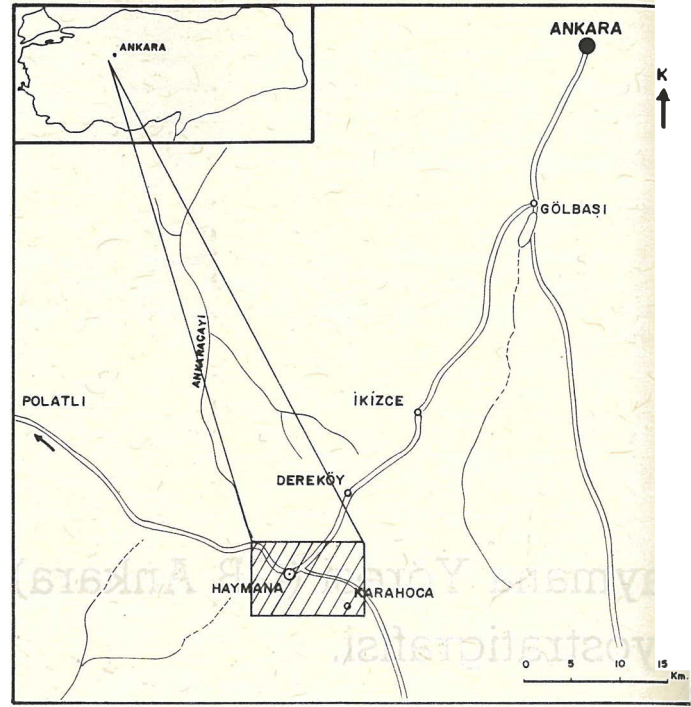 ANKARA
ANKARA
K
GÖLBAŞI
ANKARAÇAYI
POLATLI
İKİZCE
DEREKÖY
HAYMANA
KARAHOCA
0 5 10 15
Km.